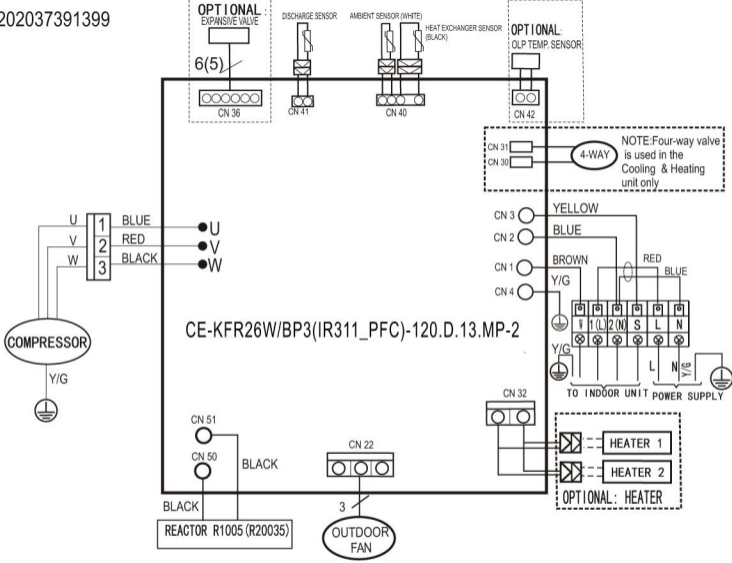 202037391399
OPTIONAL:
EXPANSIVE VALVE
6(5)
CN 36
DISCHARGE SENSOR
CN 41
AMBIENT SENSOR (WHITE)
HEAT EXCHANGER SENSOR
(BLACK)
CN 40
OPTIONAL:
OLP TEMP. SENSOR
CN 42
CN 31
CN 30
4-WAY
NOTE:Four-way valve
is used in the
Cooling & Heating
unit only
U 1 BLUE U
V 2 RED V
W 3 BLACK W
COMPRESSOR
Y/G
CN 3 YELLOW
CN 2 BLUE
CN 1 BROWN
CN 4 Y/G
RED
BLUE
1(L) 2(N) S L N
Y/G
L N Y/G
TO INDOOR UNIT POWER SUPPLY
CE-KFR26W/BP3(IR311_PFC)-120.D.13.MP-2
CN 51
CN 50
BLACK
BLACK
REACTOR R1005(R20035)
CN 22
3
OUTDOOR
FAN
CN 32
HEATER 1
HEATER 2
OPTIONAL: HEATER